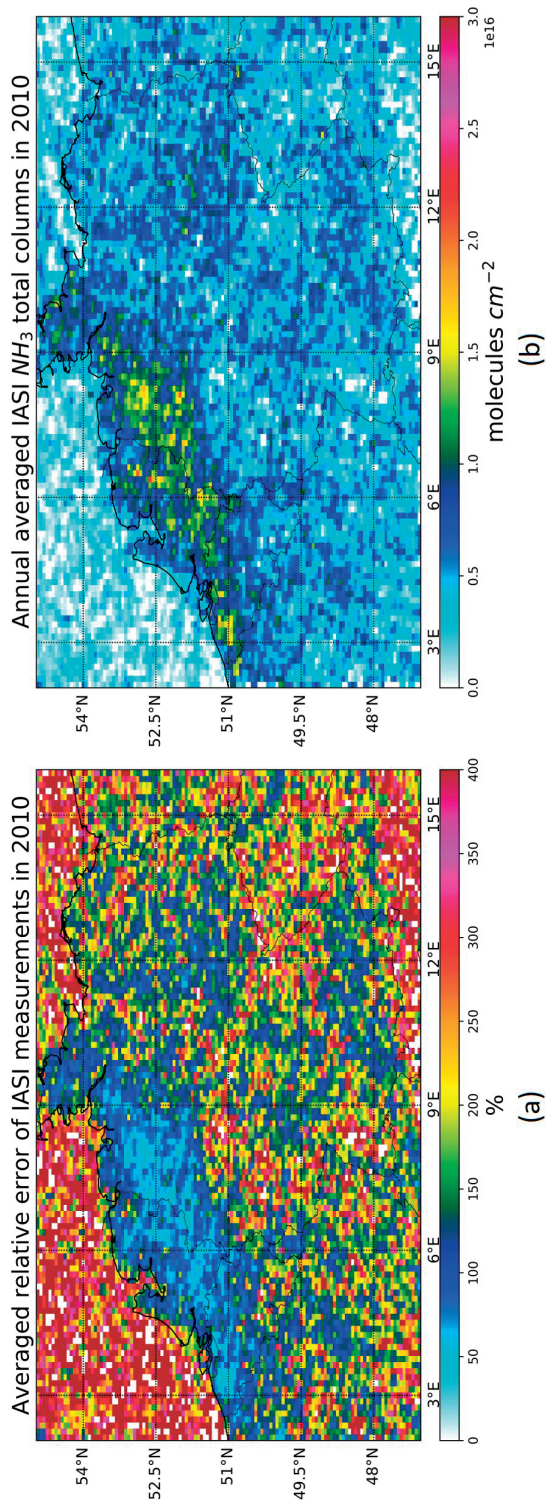 Averaged relative error of IASI measurements in 2010
54°N
52.5°N
51°N
49.5°N
48°N
3°E 6°E 9°E 12°E 15°E
0 50 100 150 200 250 300 350 400
%
(a)
Annual averaged IASI NH₃ total columns in 2010
54°N
52.5°N
51°N
49.5°N
48°N
3°E 6°E 9°E 12°E 15°E
0.0 0.5 1.0 1.5 2.0 2.5 3.0
1e16
molecules cm⁻²
(b)